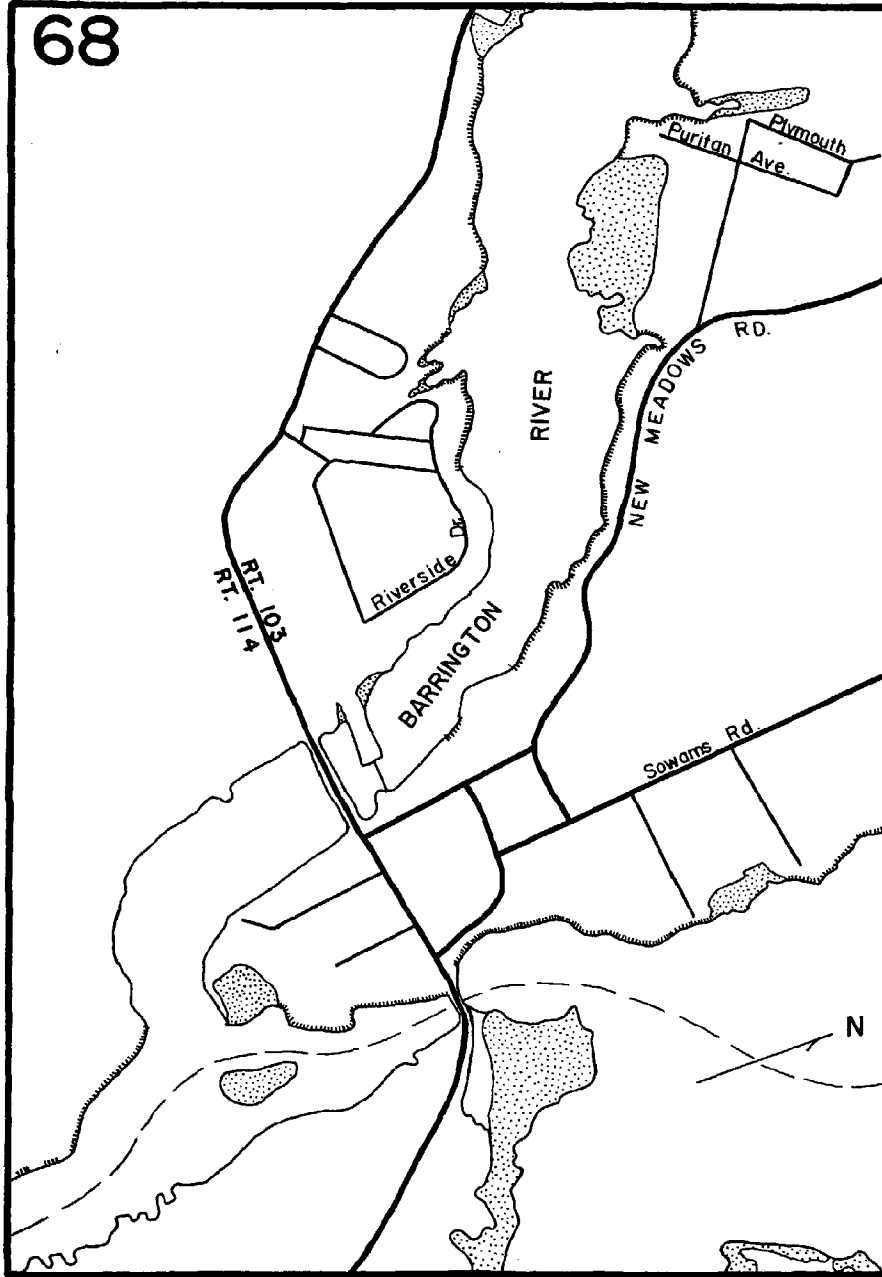 68
Puritan Ave.
Plymouth
NEW MEADOWS RD.
RIVER
BARRINGTON
Riverside Dr.
RT. 103
RT. 114
Sowams Rd.
N